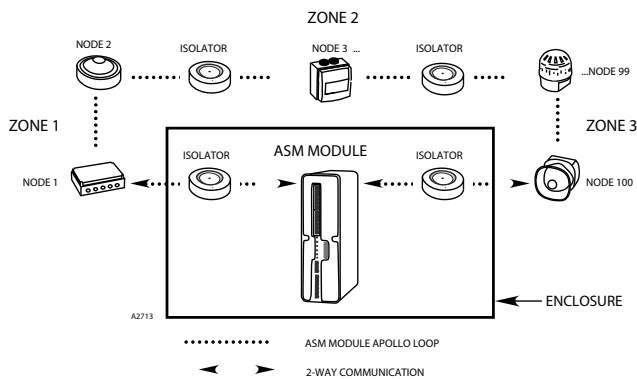 ZONE 2
NODE 2
ISOLATOR
NODE 3 ...
ISOLATOR
...NODE 99
ZONE 1
ZONE 3
ISOLATOR
ASM MODULE
ISOLATOR
NODE 1
NODE 100
ENCLOSURE
A2713
ASM MODULE APOLLO LOOP
2-WAY COMMUNICATION